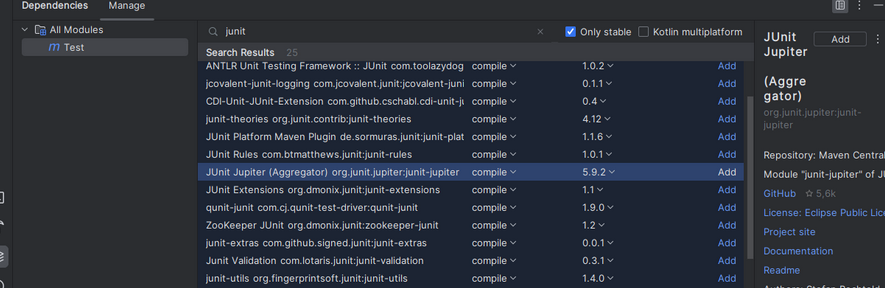 Dependencies Manage
All Modules
Test
junit
Only stable
Kotlin multiplatform
Search Results 25
ANTLR Unit Testing Framework :: JUnit com.toolazydog compile 1.0.2 Add
jcovalent-junit-logging com.jcovalent.junit:jcovalent-juni compile 0.1.1 Add
CDI-Unit-JUnit-Extension com.github.cschabl.cdi-unit-ju compile 0.4 Add
junit-theories org.junit.contrib:junit-theories compile 4.12 Add
JUnit Platform Maven Plugin de.sormuras.junit:junit-plat compile 1.1.6 Add
JUnit Rules com.btmatthews.junit:junit-rules compile 1.0.1 Add
JUnit Jupiter (Aggregator) org.junit.jupiter:junit-jupiter compile 5.9.2 Add
JUnit Extensions org.dmonix.junit:junit-extensions compile 1.1 Add
qunit-junit com.cj.qunit-test-driver:qunit-junit compile 1.9.0 Add
ZooKeeper JUnit org.dmonix.junit:zookeeper-junit compile 1.2 Add
junit-extras com.github.signed.junit:junit-extras compile 0.0.1 Add
Junit Validation com.lotaris.junit:junit-validation compile 0.3.1 Add
junit-utils org.fingerprintsoft.junit:junit-utils compile 1.4.0 Add
JUnit
Jupiter
Add
(Aggre
gator)
org.junit.jupiter:junit-
jupiter
Repository: Maven Central
Module "junit-jupiter" of JU
GitHub 5,6k
License: Eclipse Public Lice
Project site
Documentation
Readme